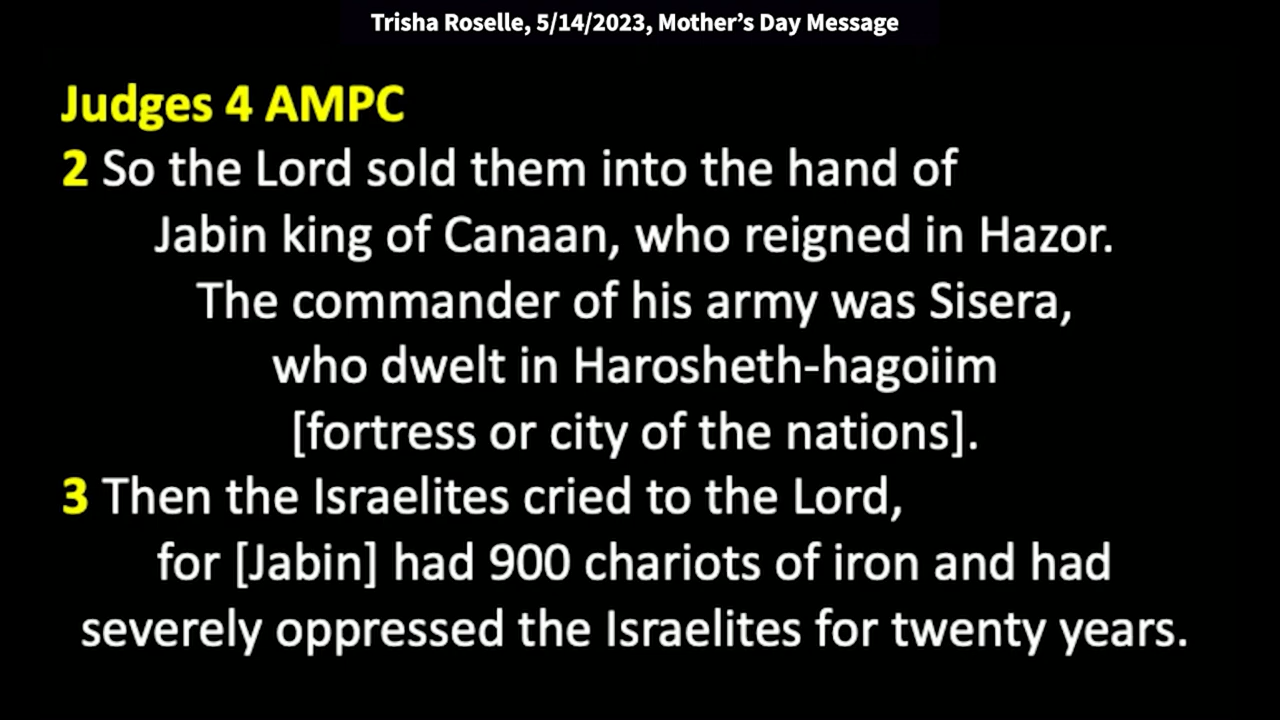 Trisha Roselle, 5/14/2023, Mother’s Day Message
Judges 4 AMPC
2 So the Lord sold them into the hand of
Jabin king of Canaan, who reigned in Hazor.
The commander of his army was Sisera,
who dwelt in Harosheth-hagoiim
[fortress or city of the nations].
3 Then the Israelites cried to the Lord,
for [Jabin] had 900 chariots of iron and had
severely oppressed the Israelites for twenty years.